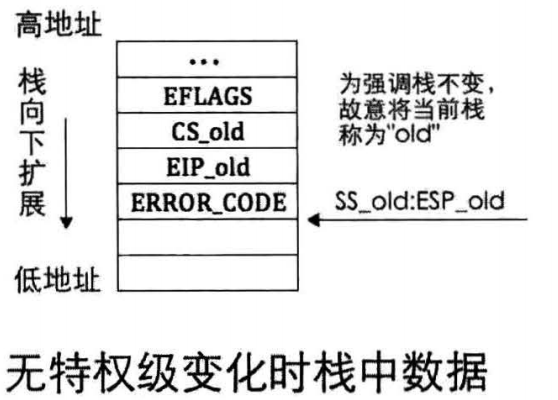 高地址
栈向下扩展
...
EFLAGS
CS_old
EIP_old
ERROR_CODE
低地址
为强调栈不变，
故意将当前栈
称为"old"
SS_old:ESP_old
无特权级变化时栈中数据